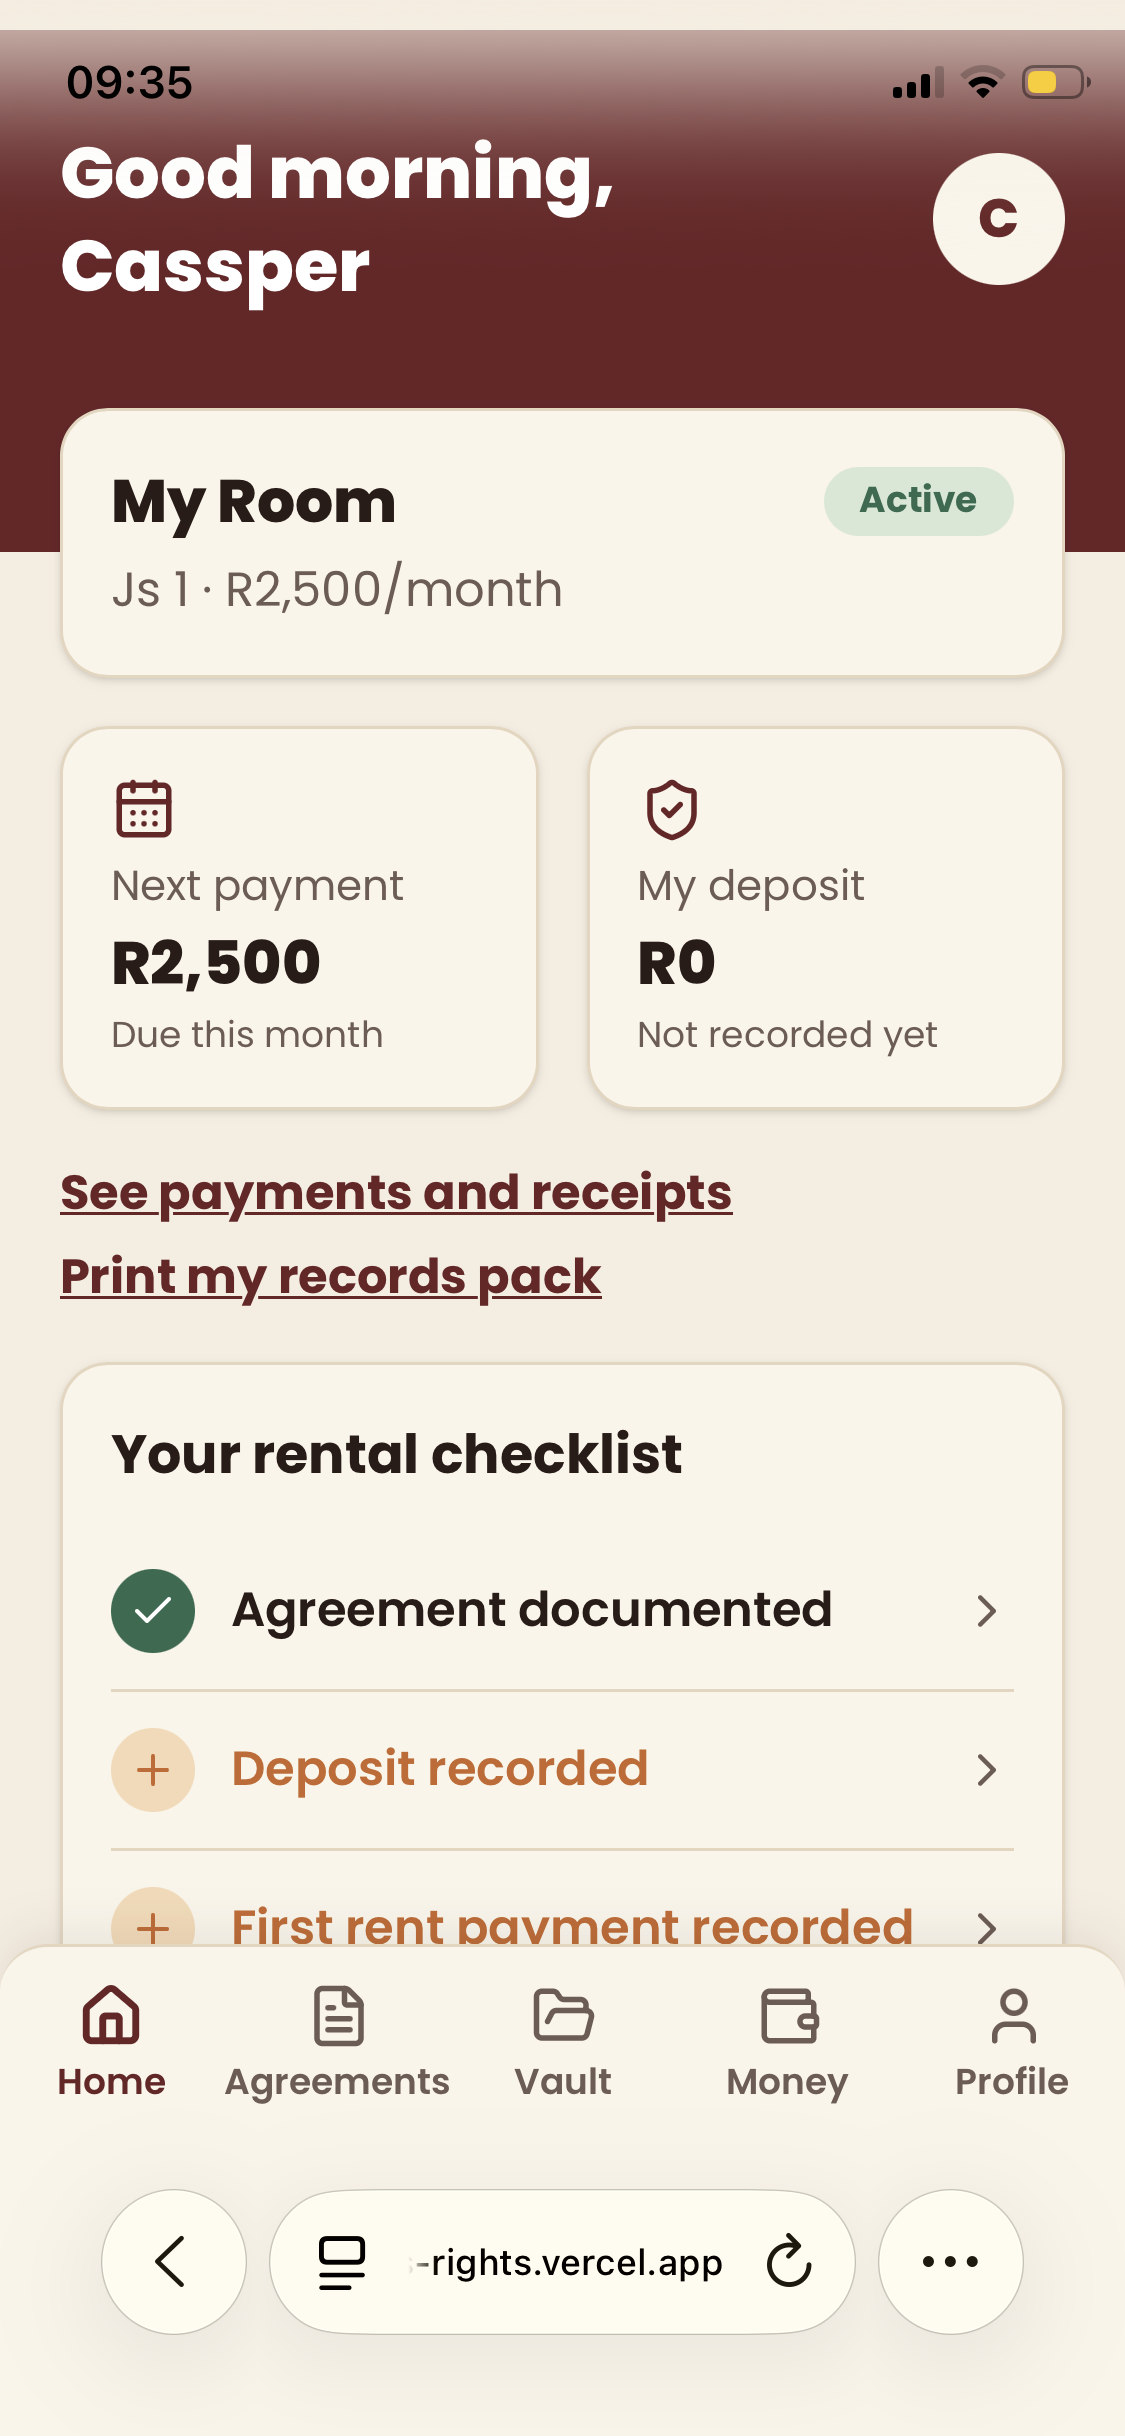 09:35
Good morning,
Cassper
C
My Room
Active
Js 1 · R2,500/month
Next payment
R2,500
Due this month
My deposit
R0
Not recorded yet
See payments and receipts
Print my records pack
Your rental checklist
Agreement documented
Deposit recorded
First rent payment recorded
Home
Agreements
Vault
Money
Profile
-rights.vercel.app